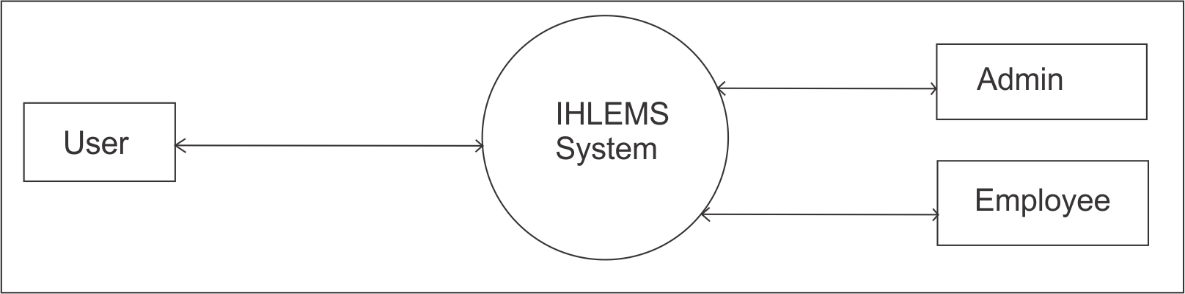 User
IHLEMS
System
Admin
Employee